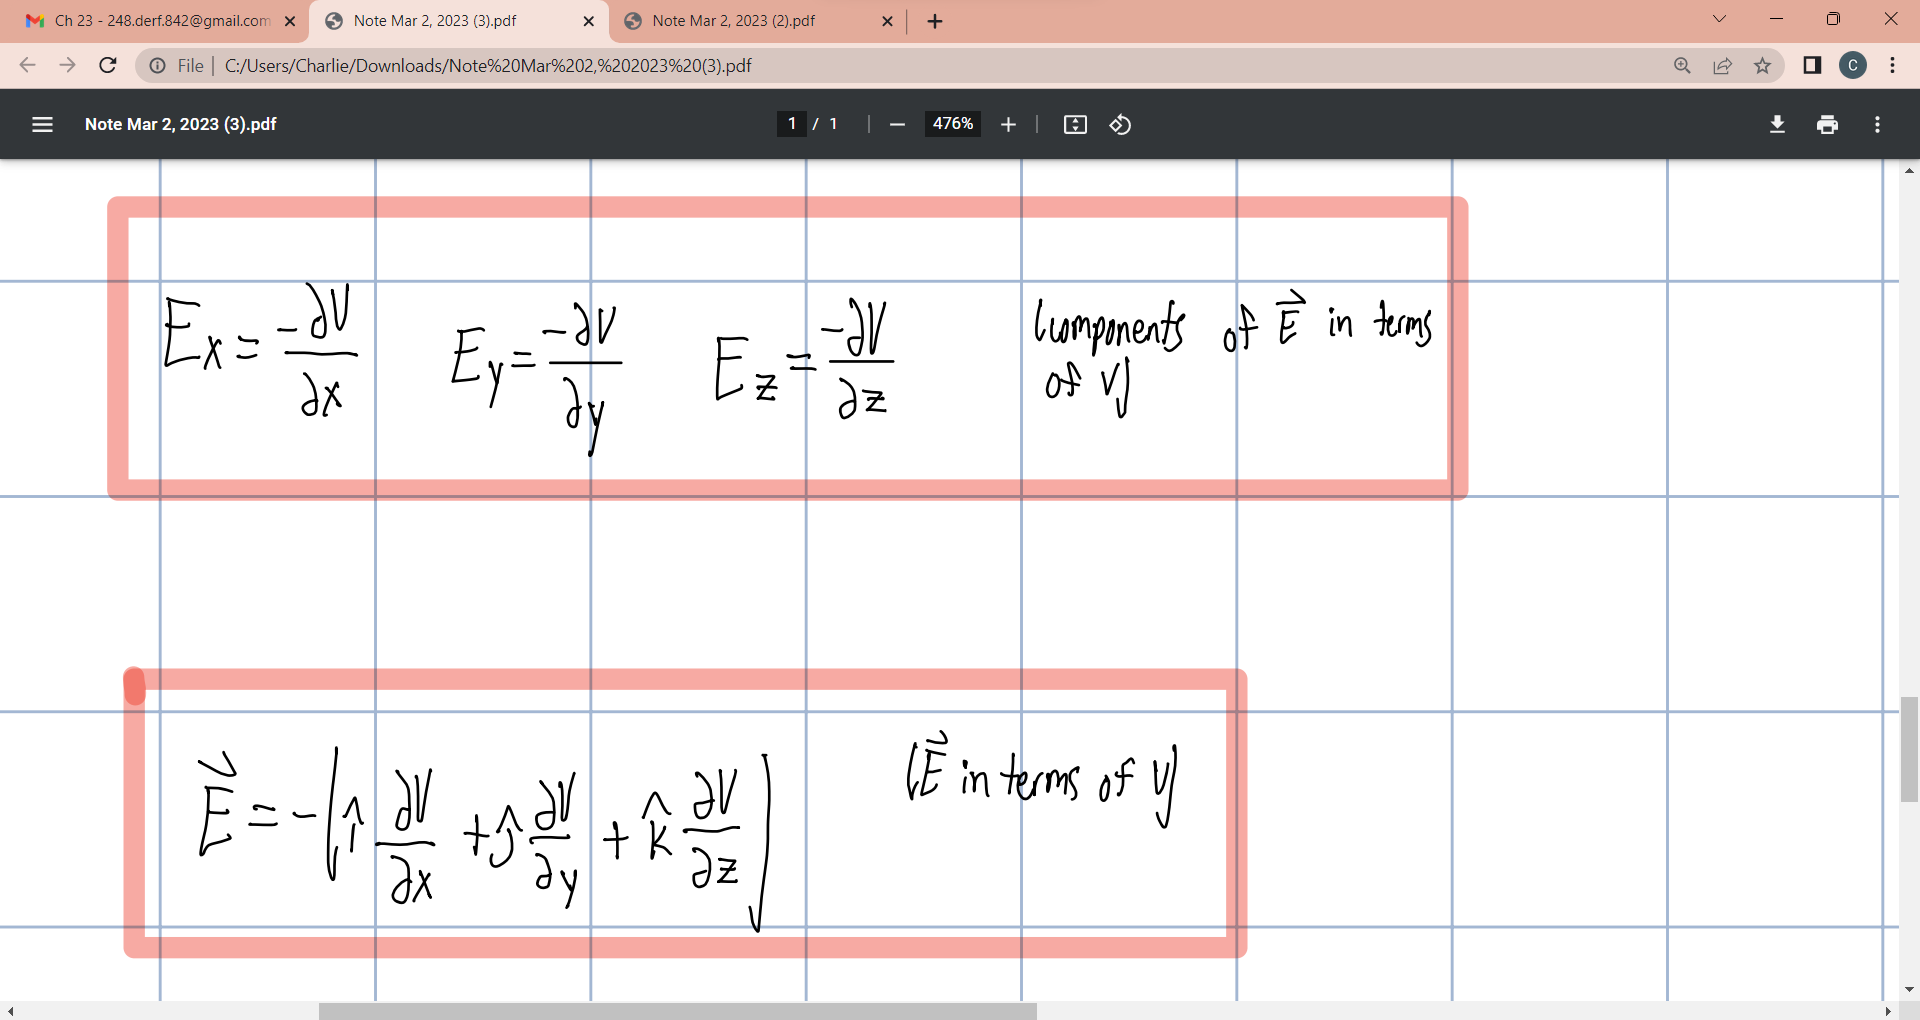 Ch 23 - 248.derf.842@gmail.com
Note Mar 2, 2023 (3).pdf
Note Mar 2, 2023 (2).pdf
File
C:/Users/Charlie/Downloads/Note%20Mar%202,%202023%20(3).pdf
C
Note Mar 2, 2023 (3).pdf
1 / 1
476%
Ex = -∂V/∂x Ey = -∂V/∂y Ez = -∂V/∂z (components of E⃗ in terms
of V)
E⃗ = -(î ∂V/∂x + ĵ ∂V/∂y + k̂ ∂V/∂z) (E⃗ in terms of V)